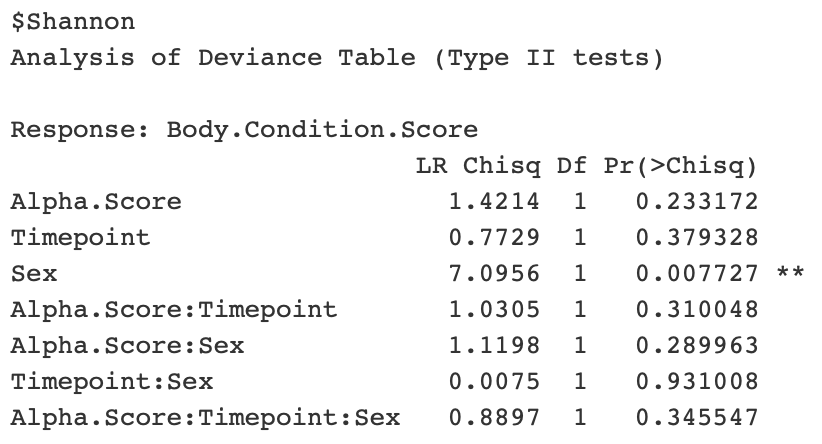 $Shannon
Analysis of Deviance Table (Type II tests)
Response: Body.Condition.Score
LR Chisq Df Pr(>Chisq)
Alpha.Score 1.4214 1 0.233172
Timepoint 0.7729 1 0.379328
Sex 7.0956 1 0.007727 **
Alpha.Score:Timepoint 1.0305 1 0.310048
Alpha.Score:Sex 1.1198 1 0.289963
Timepoint:Sex 0.0075 1 0.931008
Alpha.Score:Timepoint:Sex 0.8897 1 0.345547